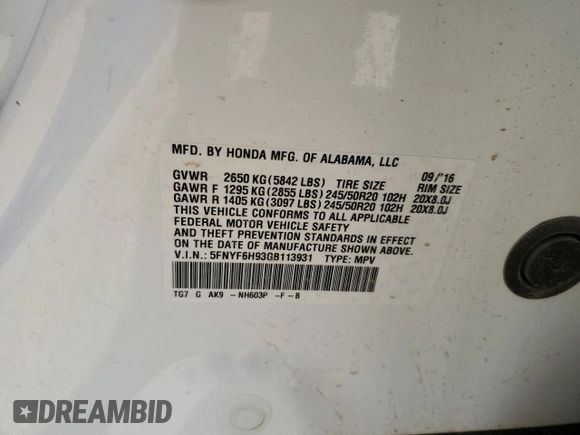 MFD. BY HONDA MFG. OF ALABAMA, LLC
GVWR 2650 KG (5842 LBS) TIRE SIZE 09/'16 RIM SIZE
GAWR F 1295 KG (2855 LBS) 245/50R20 102H 20X8.0J
GAWR R 1405 KG (3097 LBS) 245/50R20 102H 20X8.0J
THIS VEHICLE CONFORMS TO ALL APPLICABLE
FEDERAL MOTOR VEHICLE SAFETY
AND THEFT PREVENTION STANDARDS IN EFFECT
ON THE DATE OF MANUFACTURE SHOWN ABOVE.
V.I.N.: 5FNYF6H93GB113931 TYPE: MPV
TG7 G AK9 -NH603P -F-B
DREAMBID